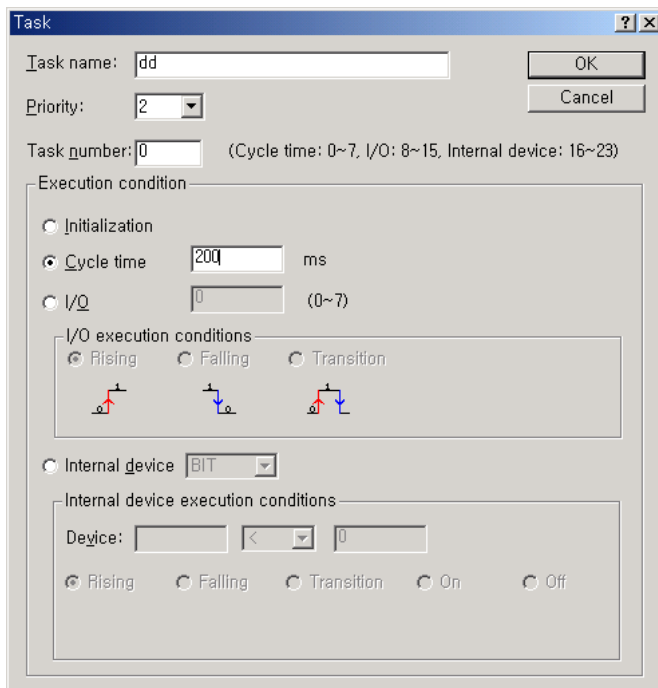 Task
Task name: dd OK
Priority: 2 Cancel
Task number: 0 (Cycle time: 0~7, I/O: 8~15, Internal device: 16~23)
Execution condition
Initialization
Cycle time 200 ms
I/O 0 (0~7)
I/O execution conditions
Rising Falling Transition
0 1 1 0 0 1
Internal device BIT
Internal device execution conditions
Device: < 0
Rising Falling Transition On Off